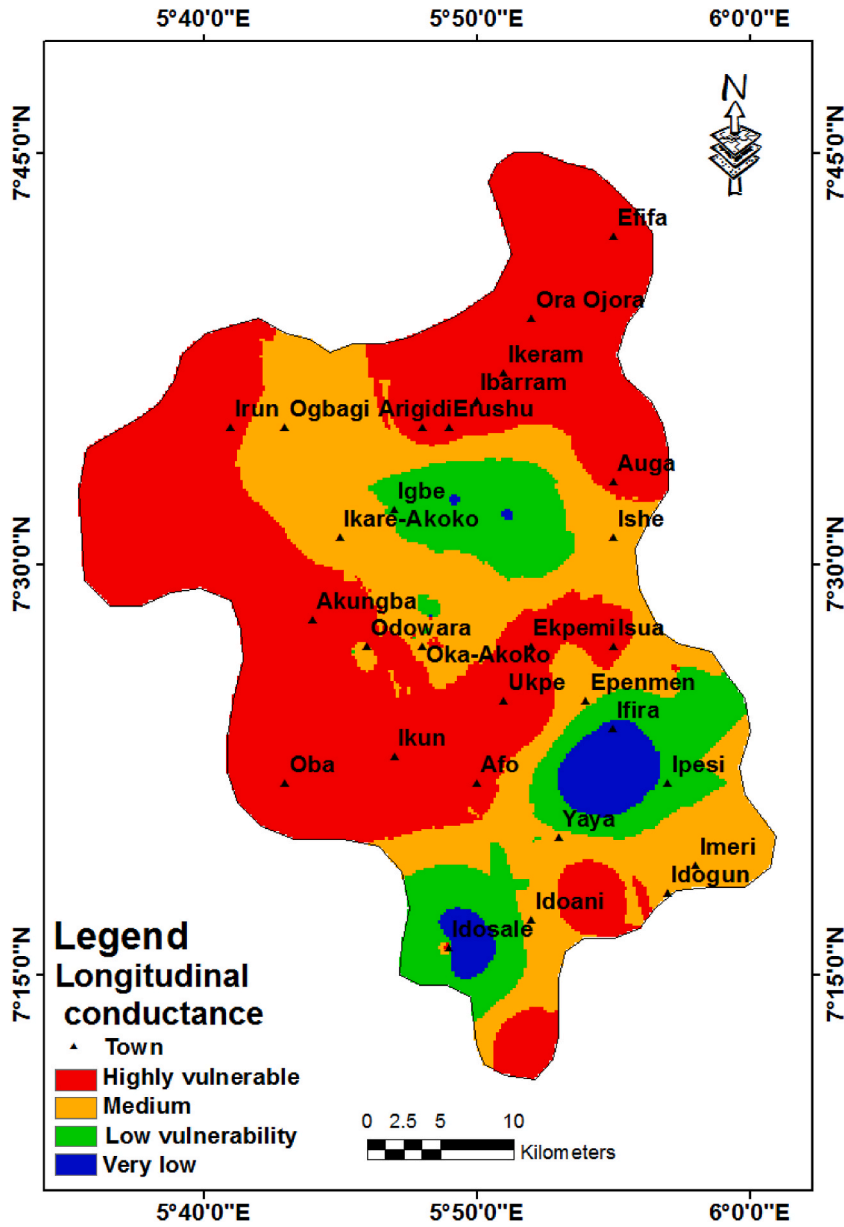 5°40'0"E 5°50'0"E 6°0'0"E
N
7°45'0"N 7°45'0"N
Efifa
Ora Ojora
Ikeram
Ibarram
Irun Ogbagi Arigidi Erushu
Auga
Igbe
Ikare-Akoko Ishe
7°30'0"N 7°30'0"N
Akungba
Odowara Ekpemi Isua
Oka-Akoko
Ukpe Epenmen
Ifira
Ikun
Oba Afo Ipesi
Yaya
Imeri
Idogun
Idoani
Idosale
7°15'0"N 7°15'0"N
Legend
Longitudinal
conductance
Town
Highly vulnerable
Medium
Low vulnerability
Very low
0 2.5 5 10
Kilometers
5°40'0"E 5°50'0"E 6°0'0"E